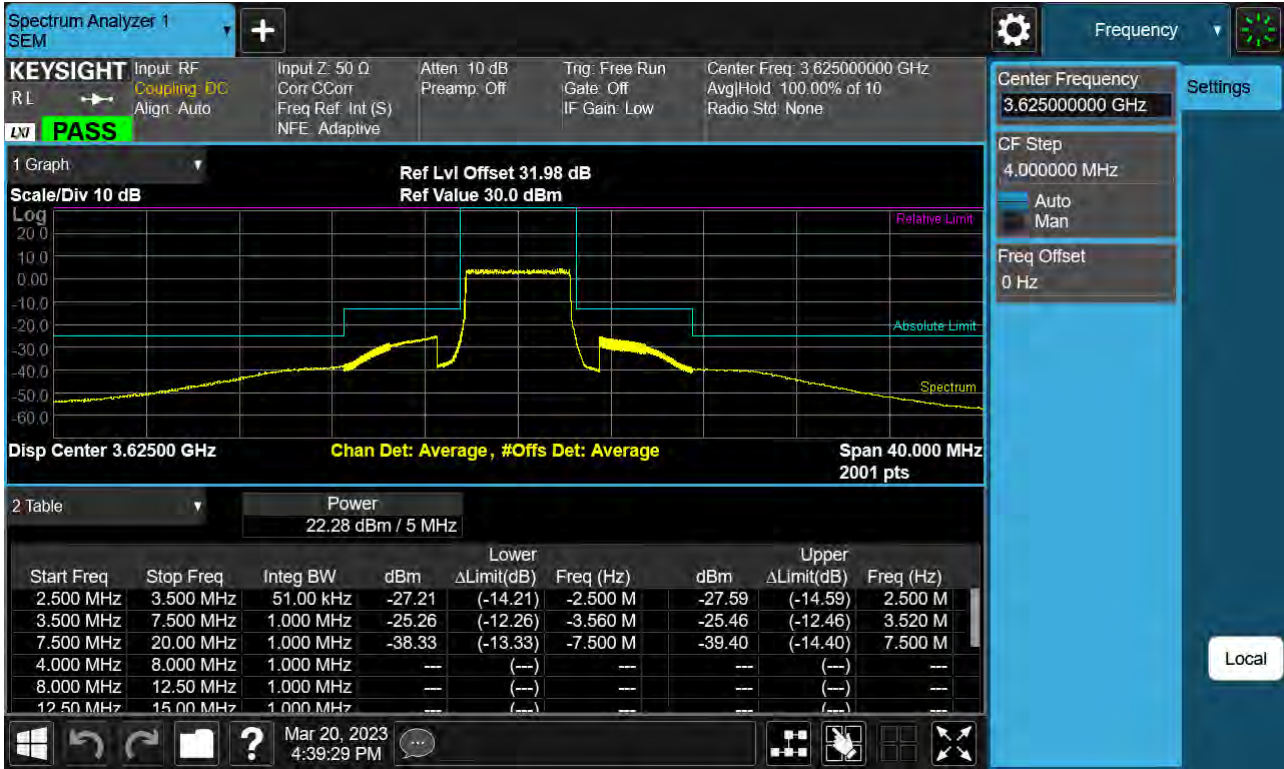 Spectrum Analyzer 1
SEM
+
Frequency
KEYSIGHT
R L
LXI PASS
Input: RF
Coupling: DC
Align: Auto
Input Z: 50 Ω
Corr CCorr
Freq Ref: Int (S)
NFE: Adaptive
Atten: 10 dB
Preamp: Off
Trig: Free Run
Gate: Off
IF Gain: Low
Center Freq: 3.625000000 GHz
Avg|Hold: 100.00% of 10
Radio Std: None
Center Frequency
3.625000000 GHz
Settings
CF Step
4.000000 MHz
Auto
Man
Freq Offset
0 Hz
1 Graph
Ref Lvl Offset 31.98 dB
Scale/Div 10 dB Ref Value 30.0 dBm
Log
Relative Limit
20.0
10.0
0.00
-10.0
-20.0
Absolute Limit
-30.0
-40.0
Spectrum
-50.0
-60.0
Disp Center 3.62500 GHz Chan Det: Average, #Offs Det: Average Span 40.000 MHz
2001 pts
2 Table Power
22.28 dBm / 5 MHz
Lower Upper
Start Freq Stop Freq Integ BW dBm ΔLimit(dB) Freq (Hz) dBm ΔLimit(dB) Freq (Hz)
2.500 MHz 3.500 MHz 51.00 kHz -27.21 (-14.21) -2.500 M -27.59 (-14.59) 2.500 M
3.500 MHz 7.500 MHz 1.000 MHz -25.26 (-12.26) -3.560 M -25.46 (-12.46) 3.520 M
7.500 MHz 20.00 MHz 1.000 MHz -38.33 (-13.33) -7.500 M -39.40 (-14.40) 7.500 M
4.000 MHz 8.000 MHz 1.000 MHz --- (---) --- --- (---) ---
8.000 MHz 12.50 MHz 1.000 MHz --- (---) --- --- (---) ---
12.50 MHz 15.00 MHz 1.000 MHz --- (---) --- --- (---) ---
Local
? Mar 20, 2023
4:39:29 PM